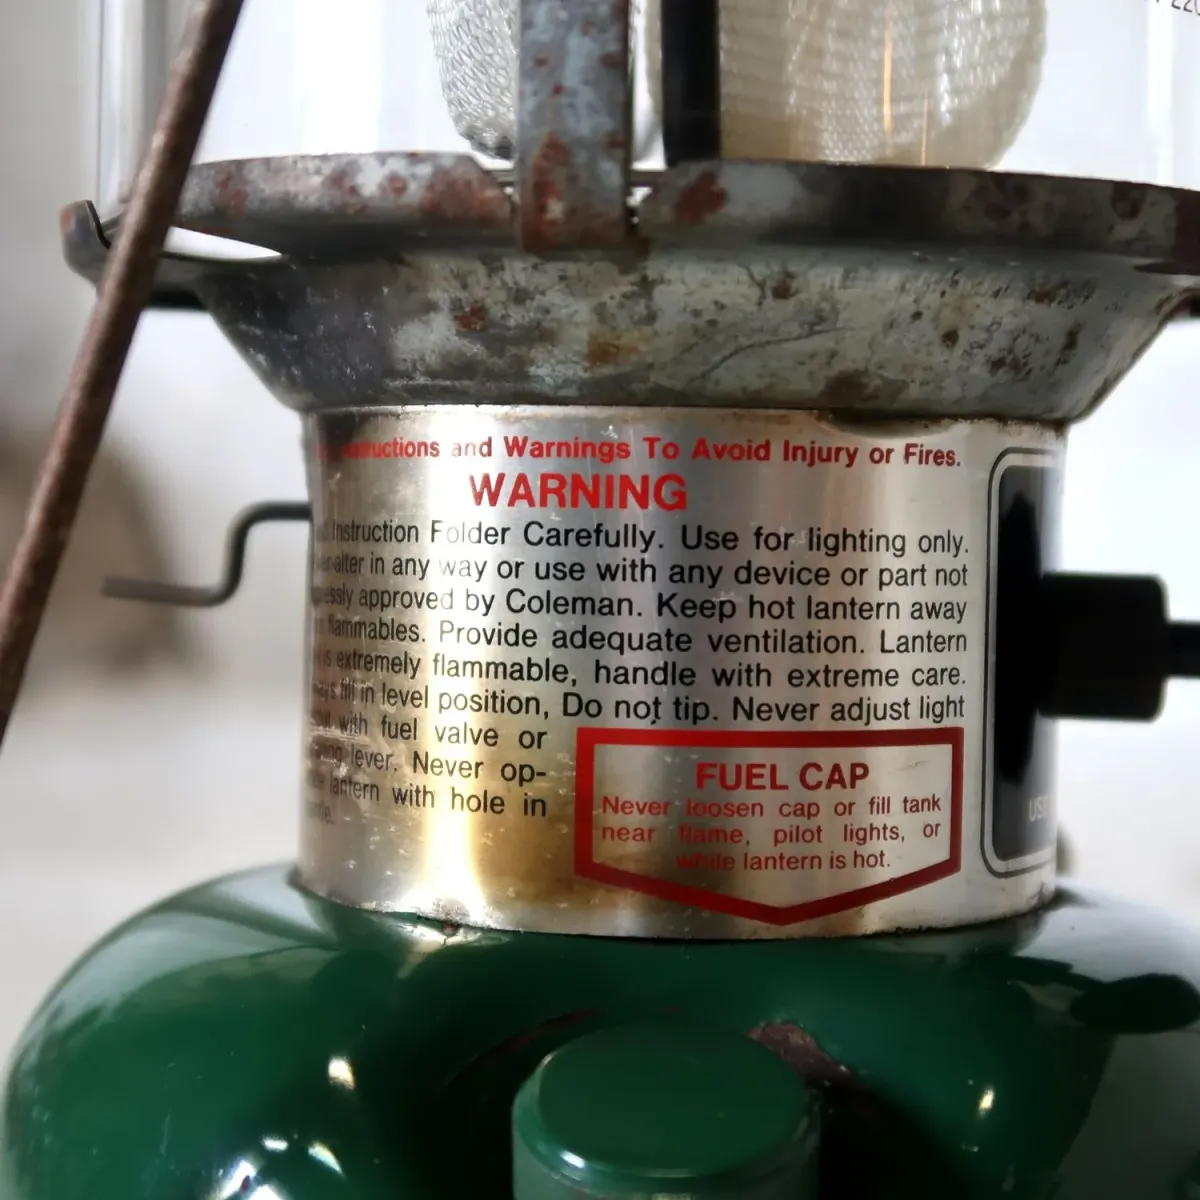 Instructions and Warnings To Avoid Injury or Fires.
WARNING
Instruction Folder Carefully. Use for lighting only.
alter in any way or use with any device or part not
approved by Coleman. Keep hot lantern away
flammables. Provide adequate ventilation. Lantern
is extremely flammable, handle with extreme care.
fill in level position, Do not tip. Never adjust light
with fuel valve or
lever. Never op-
lantern with hole in
FUEL CAP
Never loosen cap or fill tank
near flame, pilot lights, or
while lantern is hot.